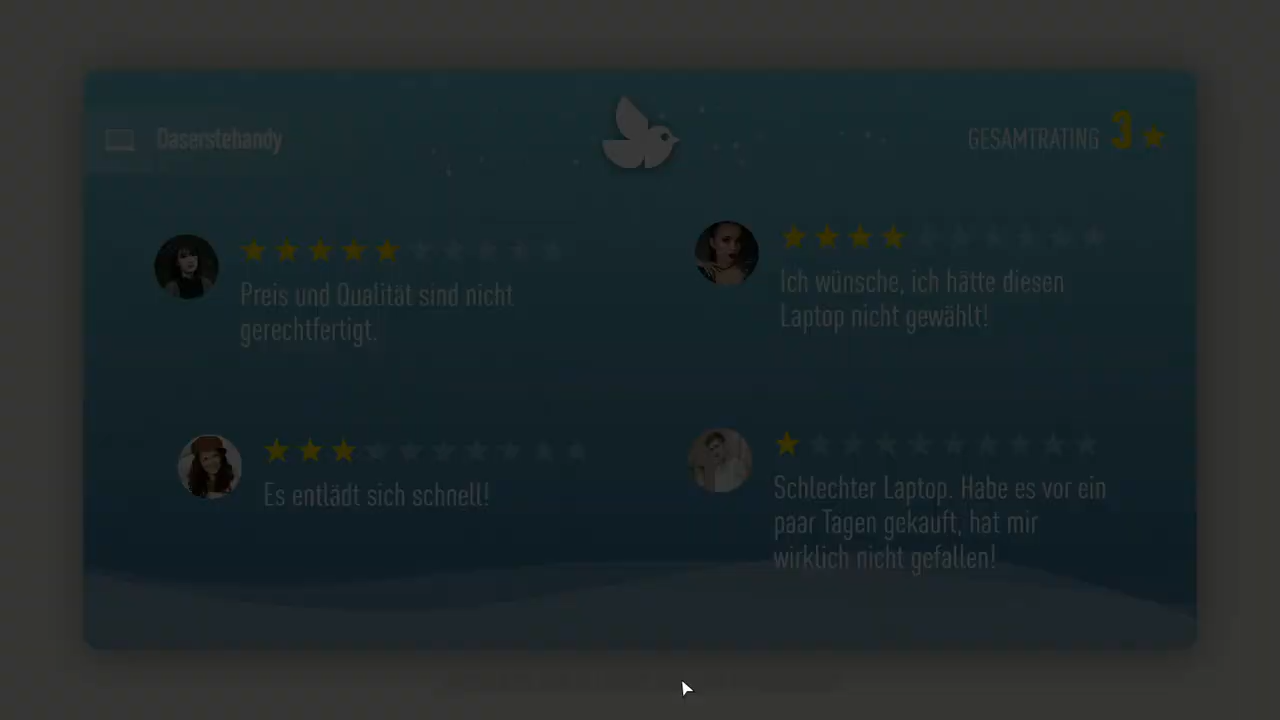 Daserstehandy
GESAMTRATING 3
Preis und Qualität sind nicht
gerechtfertigt.
Ich wünsche, ich hätte diesen
Laptop nicht gewählt!
Es entlädt sich schnell!
Schlechter Laptop. Habe es vor ein
paar Tagen gekauft, hat mir
wirklich nicht gefallen!